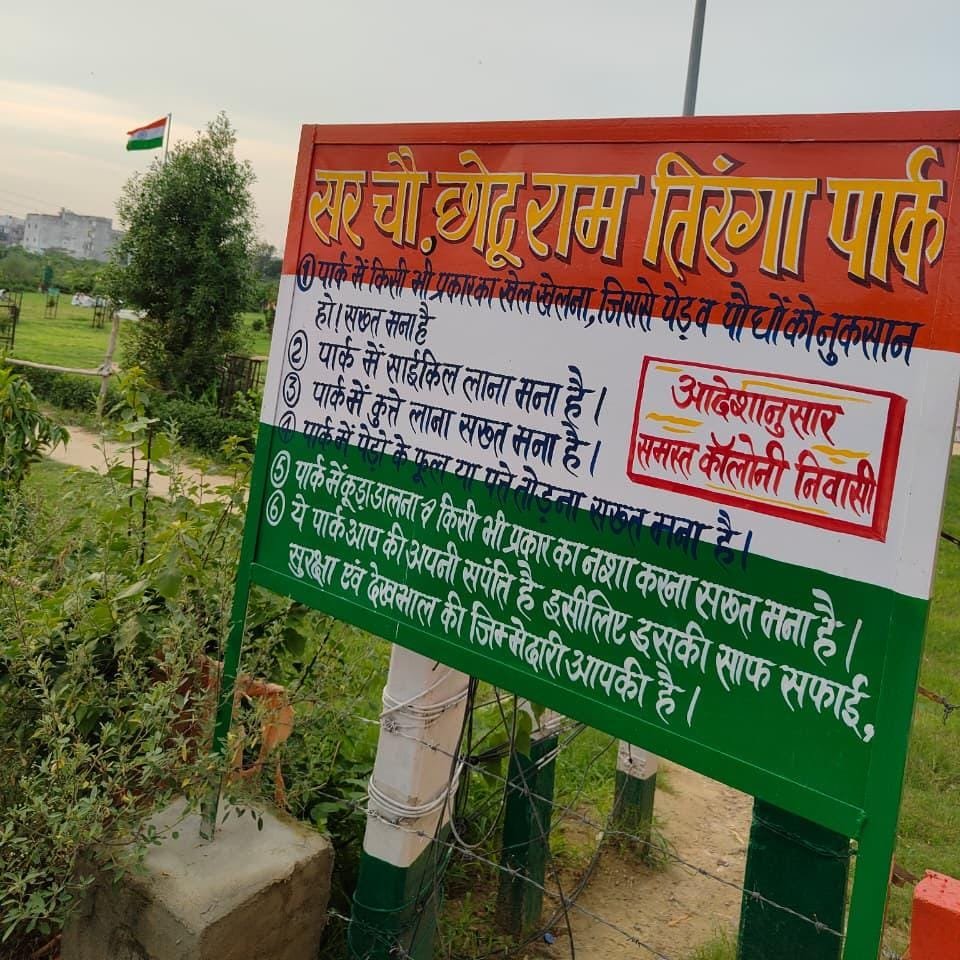 सर चौ. छोटू राम तिरंगा पार्क
① पार्क में किसी भी प्रकार का खेल खेलना, जिससे पेड़ व पौधों को नुकसान
हो। सख्त मना है
② पार्क में साईकिल लाना मना है।
③ पार्क में कुत्ते लाना सख्त मना है।
④ पार्क में पेड़ो के फूल या पत्ते तोड़ना सख्त मना है।
आदेशानुसार
समस्त कॉलोनी निवासी
⑤ पार्क में कूड़ा डालना व किसी भी प्रकार का नशा करना सख्त मना है।
⑥ ये पार्क आप की अपनी सपंति है इसीलिए इसकी साफ सफाई,
सुरक्षा एवं देखभाल की जिम्मेदारी आपकी है।